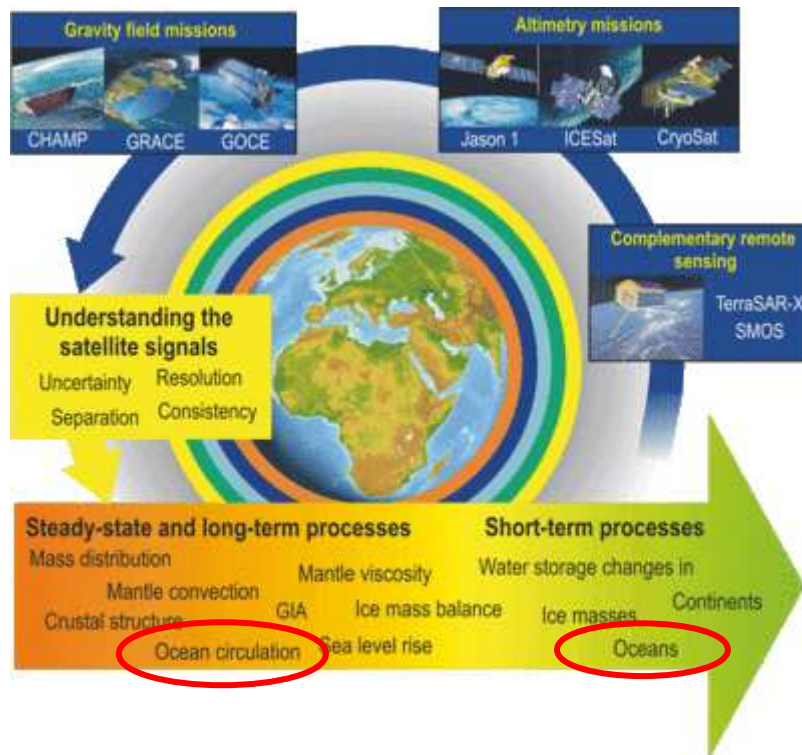 Gravity field missions
CHAMP GRACE GOCE
Altimetry missions
Jason 1 ICESat CryoSat
Complementary remote
sensing
TerraSAR-X
SMOS
Understanding the
satellite signals
Uncertainty Resolution
Separation Consistency
Steady-state and long-term processes
Mass distribution
Mantle convection
Mantle viscosity
Crustal structure
GIA
Ice mass balance
Ocean circulation
Sea level rise
Short-term processes
Water storage changes in
Continents
Ice masses
Oceans